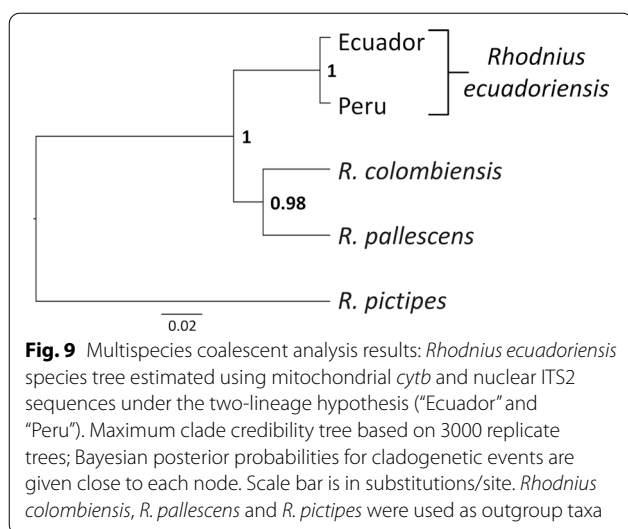 Ecuador
1
Peru
Rhodnius
ecuadoriensis
1
R. colombiensis
0.98
R. pallescens
R. pictipes
0.02
Fig. 9 Multispecies coalescent analysis results: Rhodnius ecuadoriensis
species tree estimated using mitochondrial cytb and nuclear ITS2
sequences under the two-lineage hypothesis (“Ecuador” and
“Peru”). Maximum clade credibility tree based on 3000 replicate
trees; Bayesian posterior probabilities for cladogenetic events are
given close to each node. Scale bar is in substitutions/site. Rhodnius
colombiensis, R. pallescens and R. pictipes were used as outgroup taxa